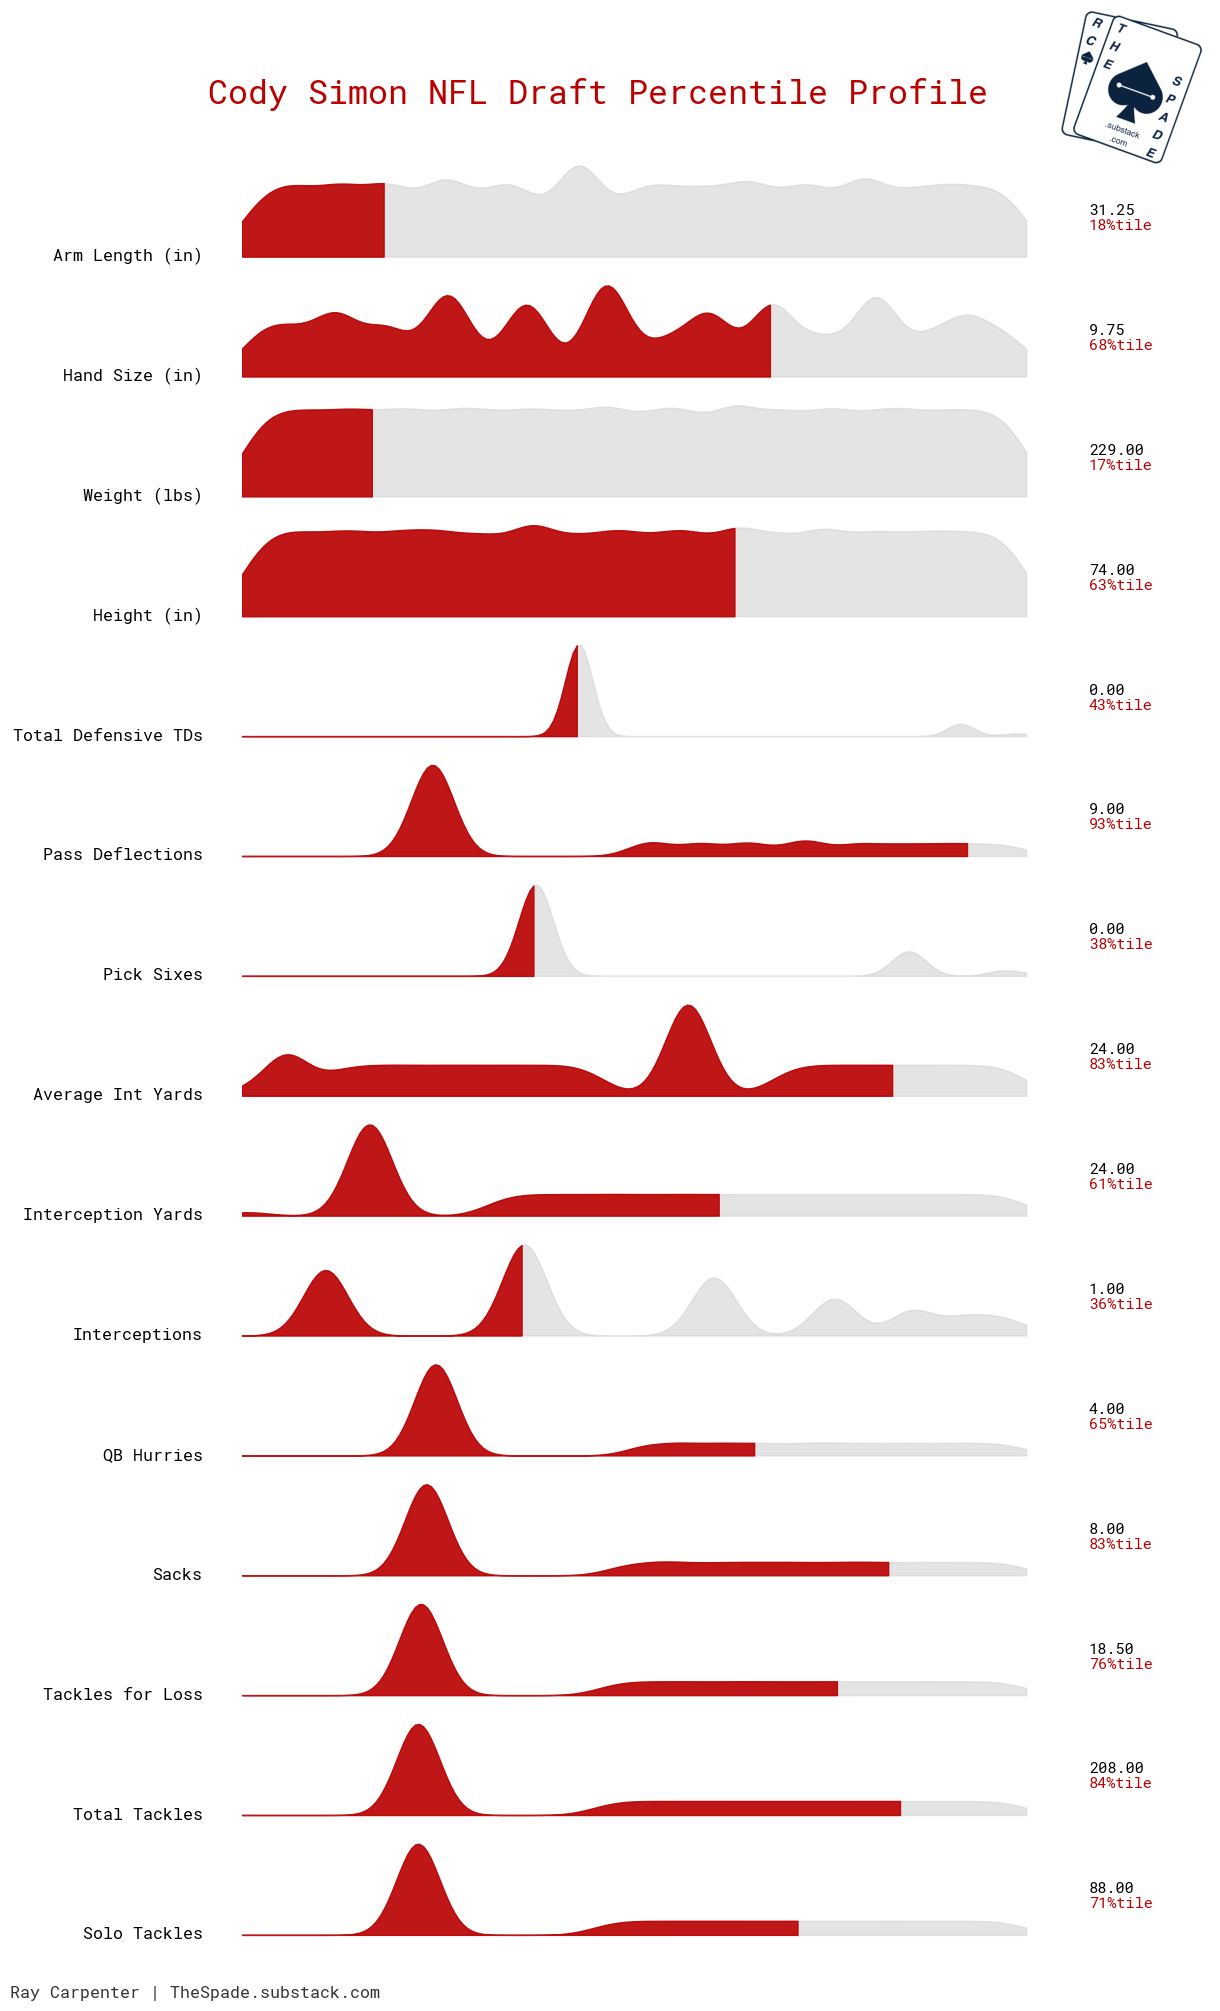 R
C
T
H
E
S
P
A
D
E
.substack
.com
Cody Simon NFL Draft Percentile Profile
Arm Length (in)
31.25
18%tile
Hand Size (in)
9.75
68%tile
Weight (lbs)
229.00
17%tile
Height (in)
74.00
63%tile
Total Defensive TDs
0.00
43%tile
Pass Deflections
9.00
93%tile
Pick Sixes
0.00
38%tile
Average Int Yards
24.00
83%tile
Interception Yards
24.00
61%tile
Interceptions
1.00
36%tile
QB Hurries
4.00
65%tile
Sacks
8.00
83%tile
Tackles for Loss
18.50
76%tile
Total Tackles
208.00
84%tile
Solo Tackles
88.00
71%tile
Ray Carpenter | TheSpade.substack.com